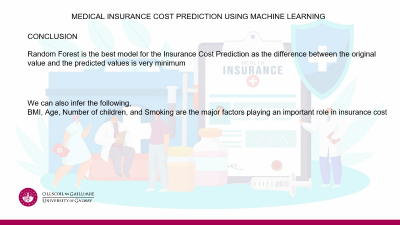 MEDICAL INSURANCE COST PREDICTION USING MACHINE LEARNING
CONCLUSION
Random Forest is the best model for the Insurance Cost Prediction as the difference between the original
value and the predicted values is very minimum
INSURANCE
We can also infer the following,
BMI, Age, Number of children, and Smoking are the major factors playing an important role in insurance cost
OLLSCOIL NA GAILLIMHE
UNIVERSITY OF GALWAY